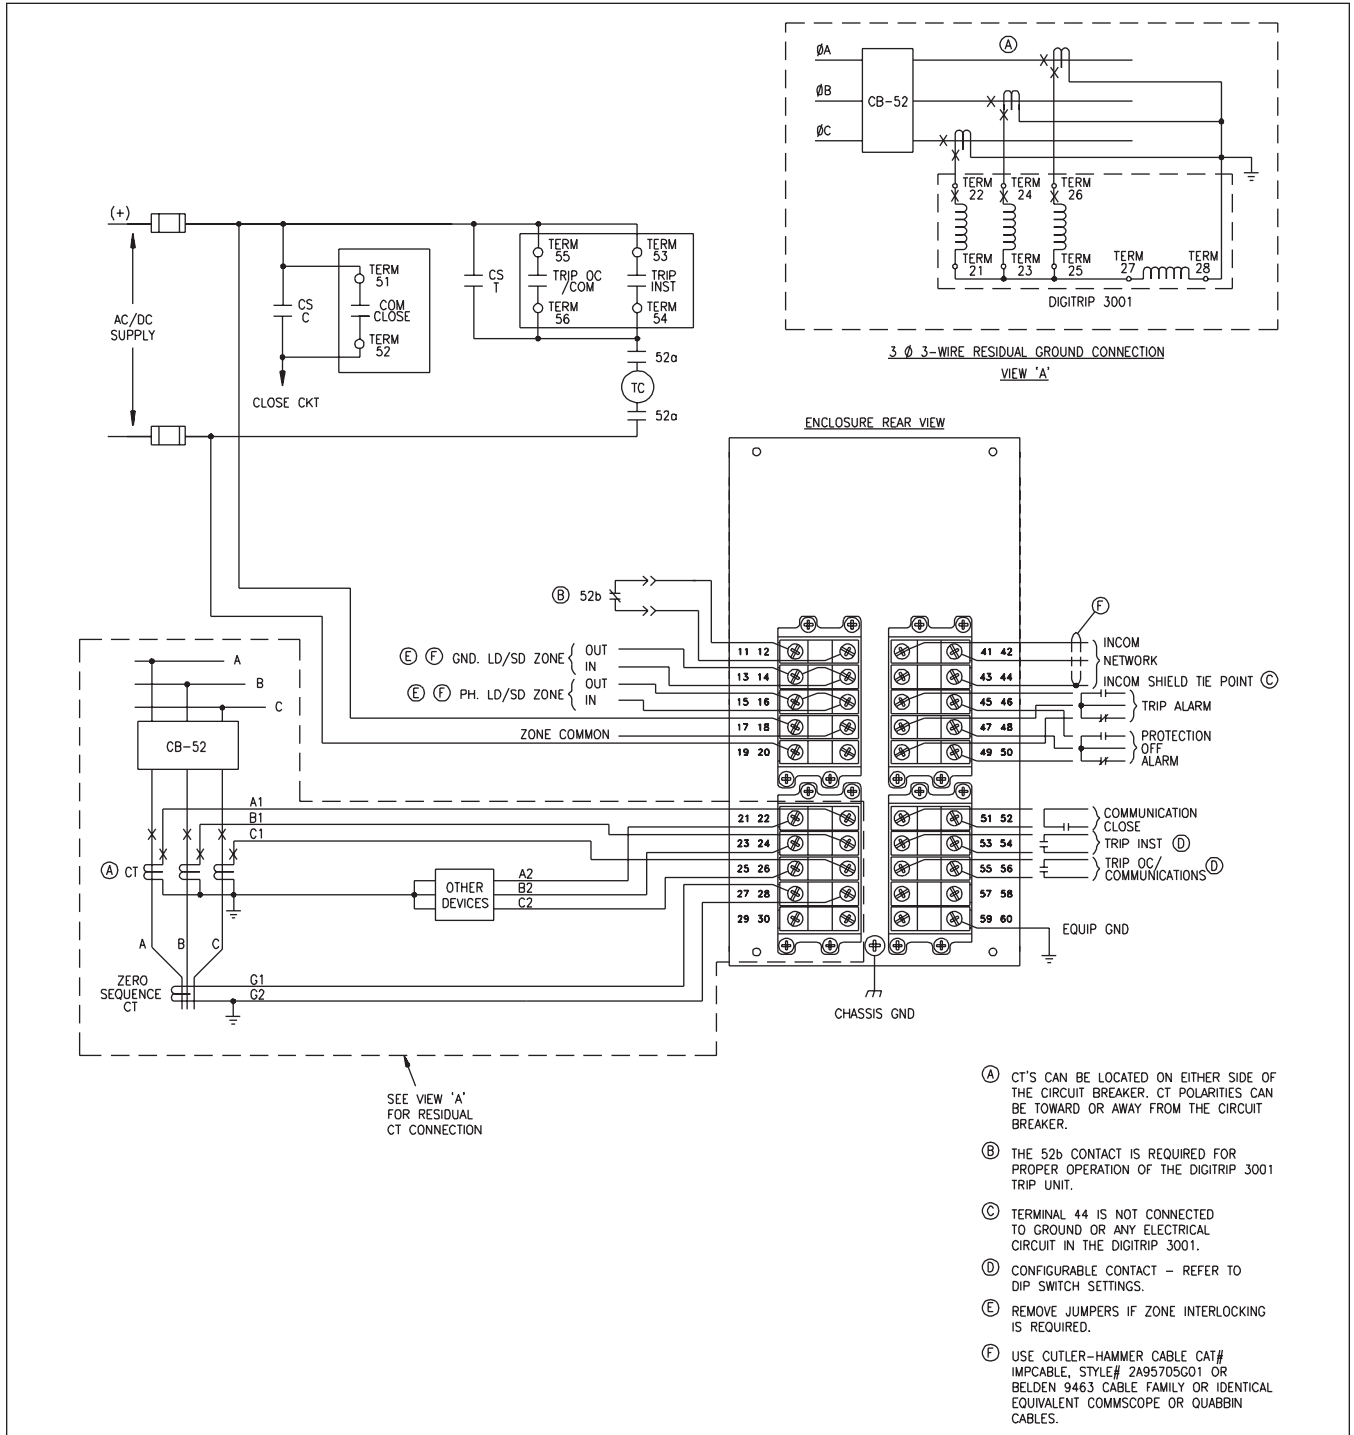 ØA
ØB
ØC
CB-52
Ⓐ
TERM 22
TERM 24
TERM 26
TERM 21
TERM 23
TERM 25
TERM 27
TERM 28
DIGITRIP 3001
3 Ø 3-WIRE RESIDUAL GROUND CONNECTION
VIEW 'A'
(+)
AC/DC
SUPPLY
CS
C
TERM
51
COM
CLOSE
TERM
52
CLOSE CKT
CS
T
TERM
55
TRIP OC
/COM
TERM
56
TERM
53
TRIP
INST
TERM
54
52a
TC
52a
ENCLOSURE REAR VIEW
Ⓑ 52b
Ⓔ Ⓕ GND. LD/SD ZONE { OUT
IN
Ⓔ Ⓕ PH. LD/SD ZONE { OUT
IN
ZONE COMMON
11 12
13 14
15 16
17 18
19 20
21 22
23 24
25 26
27 28
29 30
41 42
43 44
45 46
47 48
49 50
51 52
53 54
55 56
57 58
59 60
Ⓕ
INCOM
NETWORK
INCOM SHIELD TIE POINT Ⓒ
TRIP ALARM
PROTECTION
OFF
ALARM
COMMUNICATION
CLOSE
TRIP INST Ⓓ
TRIP OC/
COMMUNICATIONS Ⓓ
EQUIP GND
CHASSIS GND
A
B
C
CB-52
A1
B1
C1
Ⓐ CT
OTHER
DEVICES
A2
B2
C2
A B C
ZERO
SEQUENCE
CT
G1
G2
SEE VIEW 'A'
FOR RESIDUAL
CT CONNECTION
Ⓐ CT'S CAN BE LOCATED ON EITHER SIDE OF
THE CIRCUIT BREAKER. CT POLARITIES CAN
BE TOWARD OR AWAY FROM THE CIRCUIT
BREAKER.
Ⓑ THE 52b CONTACT IS REQUIRED FOR
PROPER OPERATION OF THE DIGITRIP 3001
TRIP UNIT.
Ⓒ TERMINAL 44 IS NOT CONNECTED
TO GROUND OR ANY ELECTRICAL
CIRCUIT IN THE DIGITRIP 3001.
Ⓓ CONFIGURABLE CONTACT – REFER TO
DIP SWITCH SETTINGS.
Ⓔ REMOVE JUMPERS IF ZONE INTERLOCKING
IS REQUIRED.
Ⓕ USE CUTLER-HAMMER CABLE CAT#
IMPCABLE, STYLE# 2A95705G01 OR
BELDEN 9463 CABLE FAMILY OR IDENTICAL
EQUIVALENT COMMSCOPE OR QUABBIN
CABLES.